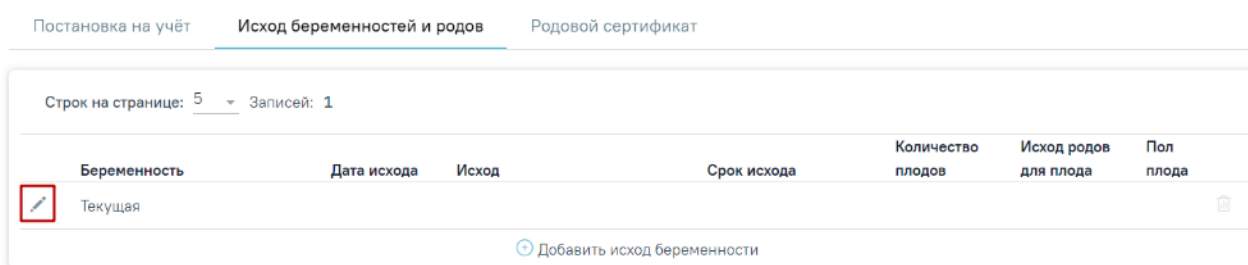 Постановка на учёт Исход беременностей и родов Родовой сертификат
Строк на странице: 5 Записей: 1
Беременность Дата исхода Исход Срок исхода Количество плодов Исход родов для плода Пол плода
Текущая
Добавить исход беременности